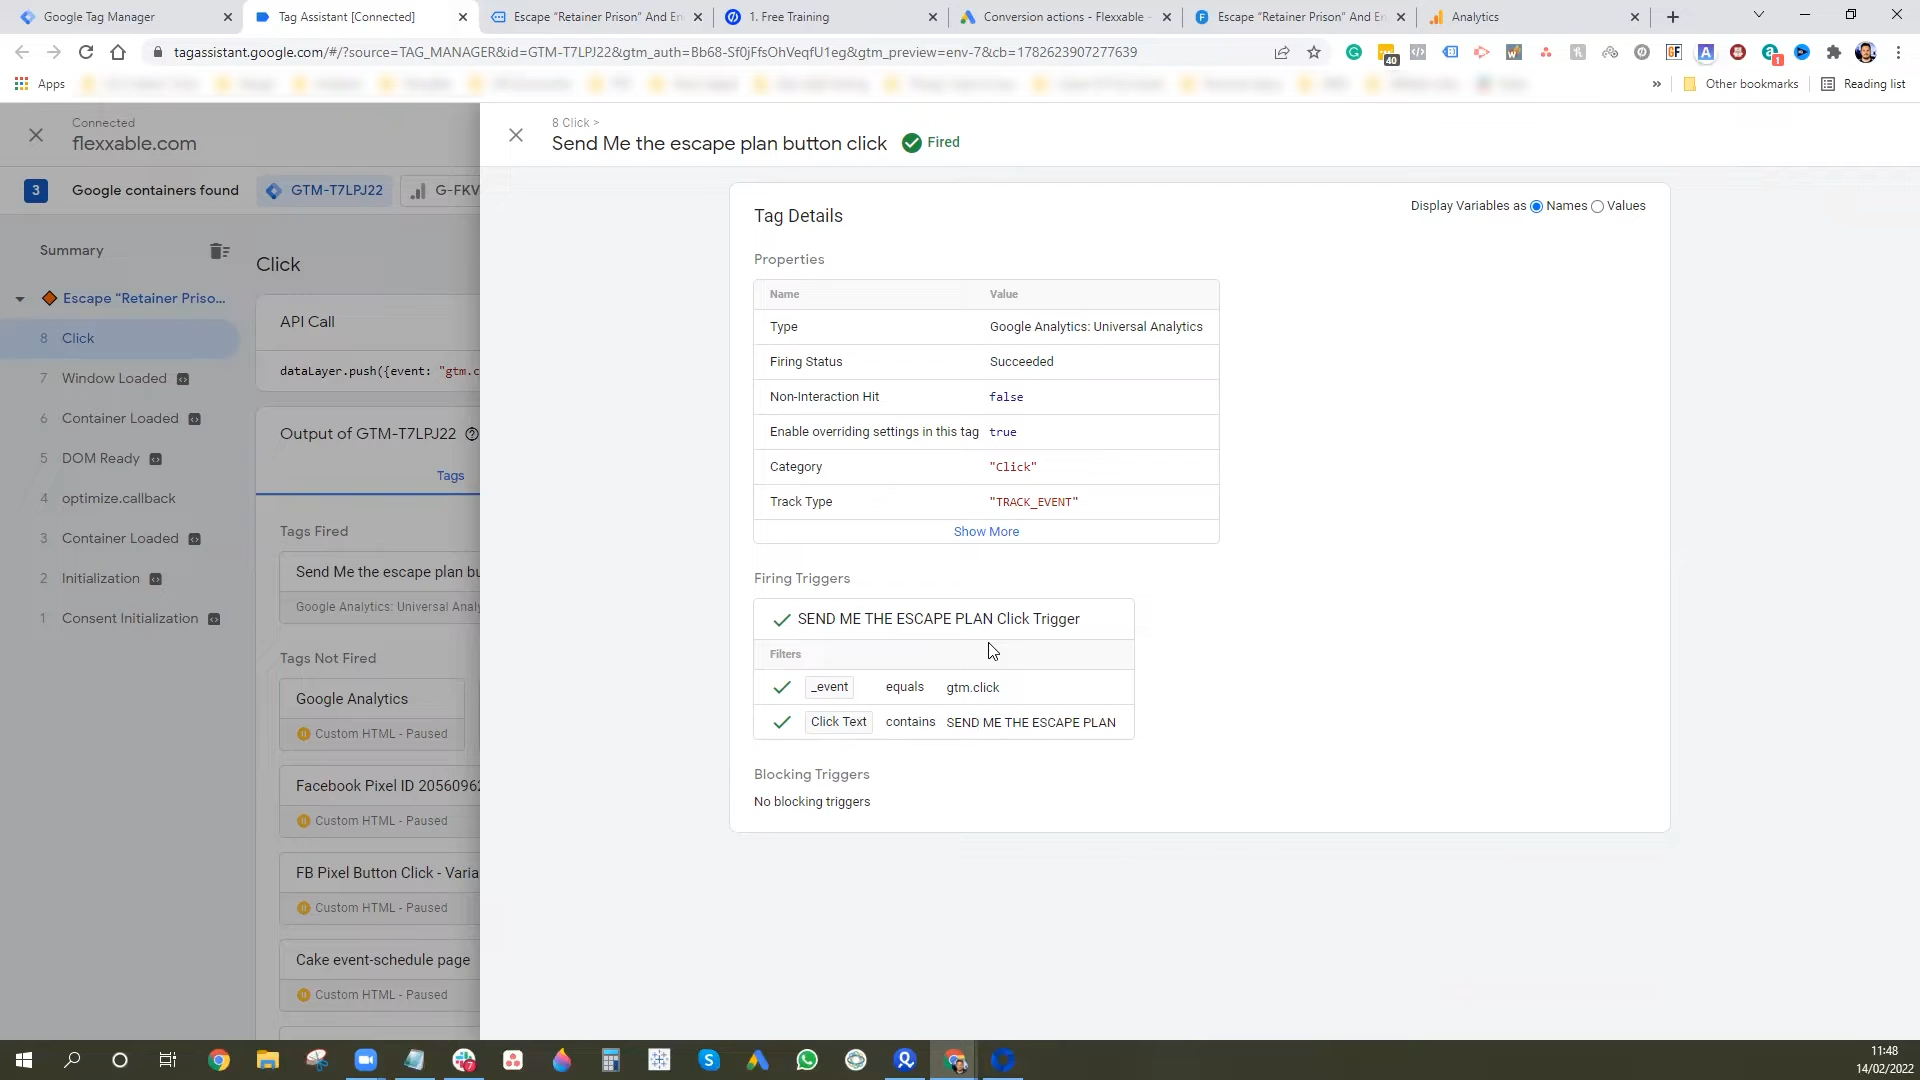 Google Tag Manager
Tag Assistant [Connected]
Escape “Retainer Prison” And En
1. Free Training
Conversion actions - Flexxable -
Escape “Retainer Prison” And En
Analytics
tagassistant.google.com/#/?source=TAG_MANAGER&id=GTM-T7LPJ22&gtm_auth=Bb68-Sf0jFfsOhVeqfU1eg&gtm_preview=env-7&cb=1782623907277639
40
GF
A
1
Apps
»
Other bookmarks
Reading list
Connected
flexxable.com
8 Click >
Send Me the escape plan button click
Fired
3
Google containers found
GTM-T7LPJ22
G-FKV
Summary
Escape “Retainer Priso...
8 Click
7 Window Loaded
6 Container Loaded
5 DOM Ready
4 optimize.callback
3 Container Loaded
2 Initialization
1 Consent Initialization
Click
API Call
dataLayer.push({event: "gtm.c
Output of GTM-T7LPJ22
Tags
Tags Fired
Send Me the escape plan bu
Google Analytics: Universal Analy
Tags Not Fired
Google Analytics
Custom HTML - Paused
Facebook Pixel ID 20560962
Custom HTML - Paused
FB Pixel Button Click - Varia
Custom HTML - Paused
Cake event-schedule page
Custom HTML - Paused
Tag Details
Display Variables as Names Values
Properties
Name Value
Type Google Analytics: Universal Analytics
Firing Status Succeeded
Non-Interaction Hit false
Enable overriding settings in this tag true
Category "Click"
Track Type "TRACK_EVENT"
Show More
Firing Triggers
SEND ME THE ESCAPE PLAN Click Trigger
Filters
_event equals gtm.click
Click Text contains SEND ME THE ESCAPE PLAN
Blocking Triggers
No blocking triggers
11:48
14/02/2022